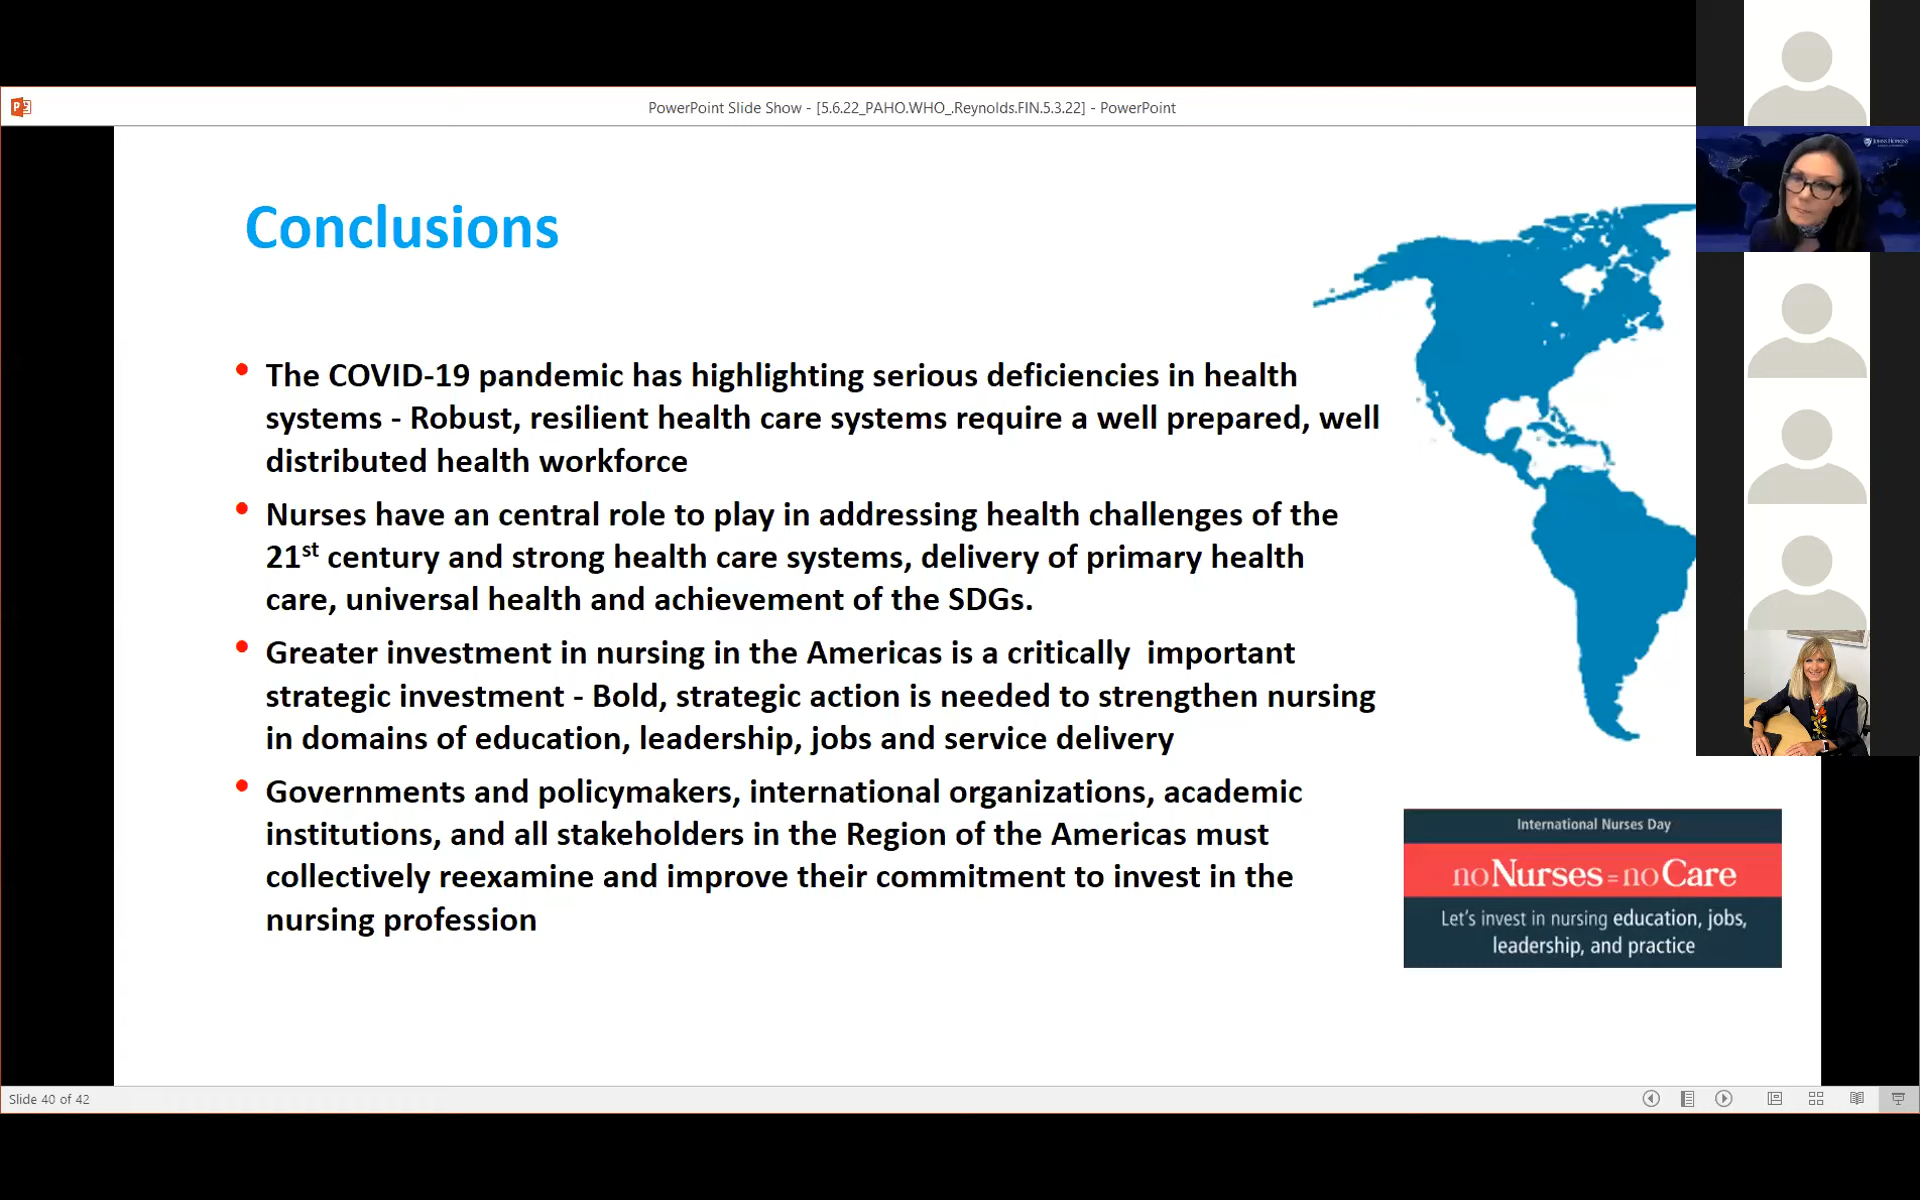 PowerPoint Slide Show - [5.6.22_PAHO.WHO_.Reynolds.FIN.5.3.22] - PowerPoint
JOHNS HOPKINS
Conclusions
• The COVID-19 pandemic has highlighting serious deficiencies in health
systems - Robust, resilient health care systems require a well prepared, well
distributed health workforce
• Nurses have an central role to play in addressing health challenges of the
21st century and strong health care systems, delivery of primary health
care, universal health and achievement of the SDGs.
• Greater investment in nursing in the Americas is a critically  important
strategic investment - Bold, strategic action is needed to strengthen nursing
in domains of education, leadership, jobs and service delivery
• Governments and policymakers, international organizations, academic
institutions, and all stakeholders in the Region of the Americas must
collectively reexamine and improve their commitment to invest in the
nursing profession
International Nurses Day
noNurses=noCare
Let's invest in nursing education, jobs,
leadership, and practice
Slide 40 of 42